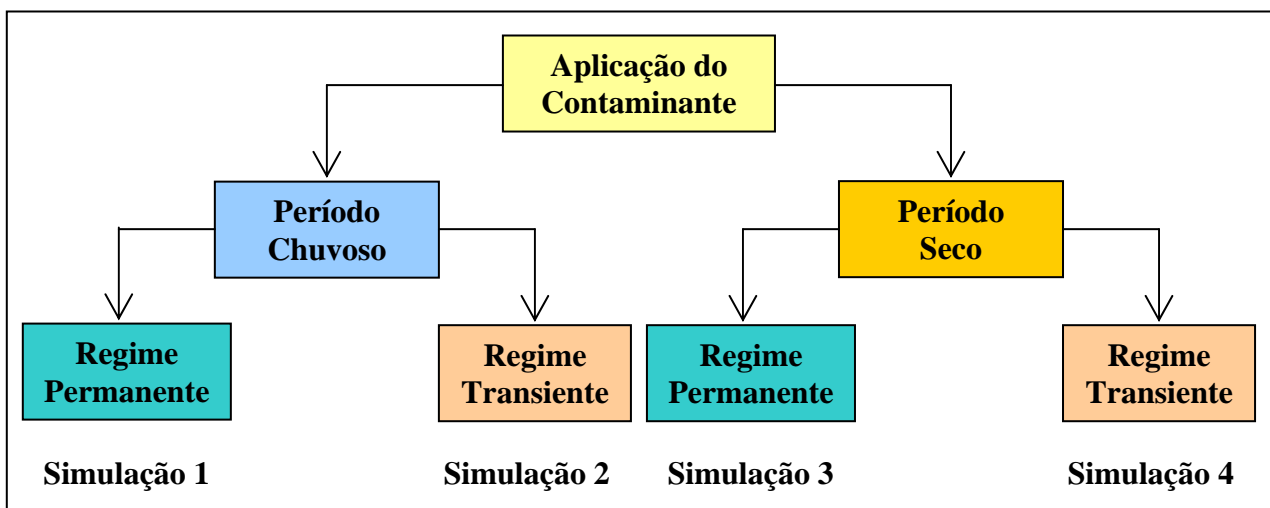 Aplicação do
Contaminante
Período
Chuvoso
Período
Seco
Regime
Permanente
Regime
Transiente
Regime
Permanente
Regime
Transiente
Simulação 1
Simulação 2
Simulação 3
Simulação 4